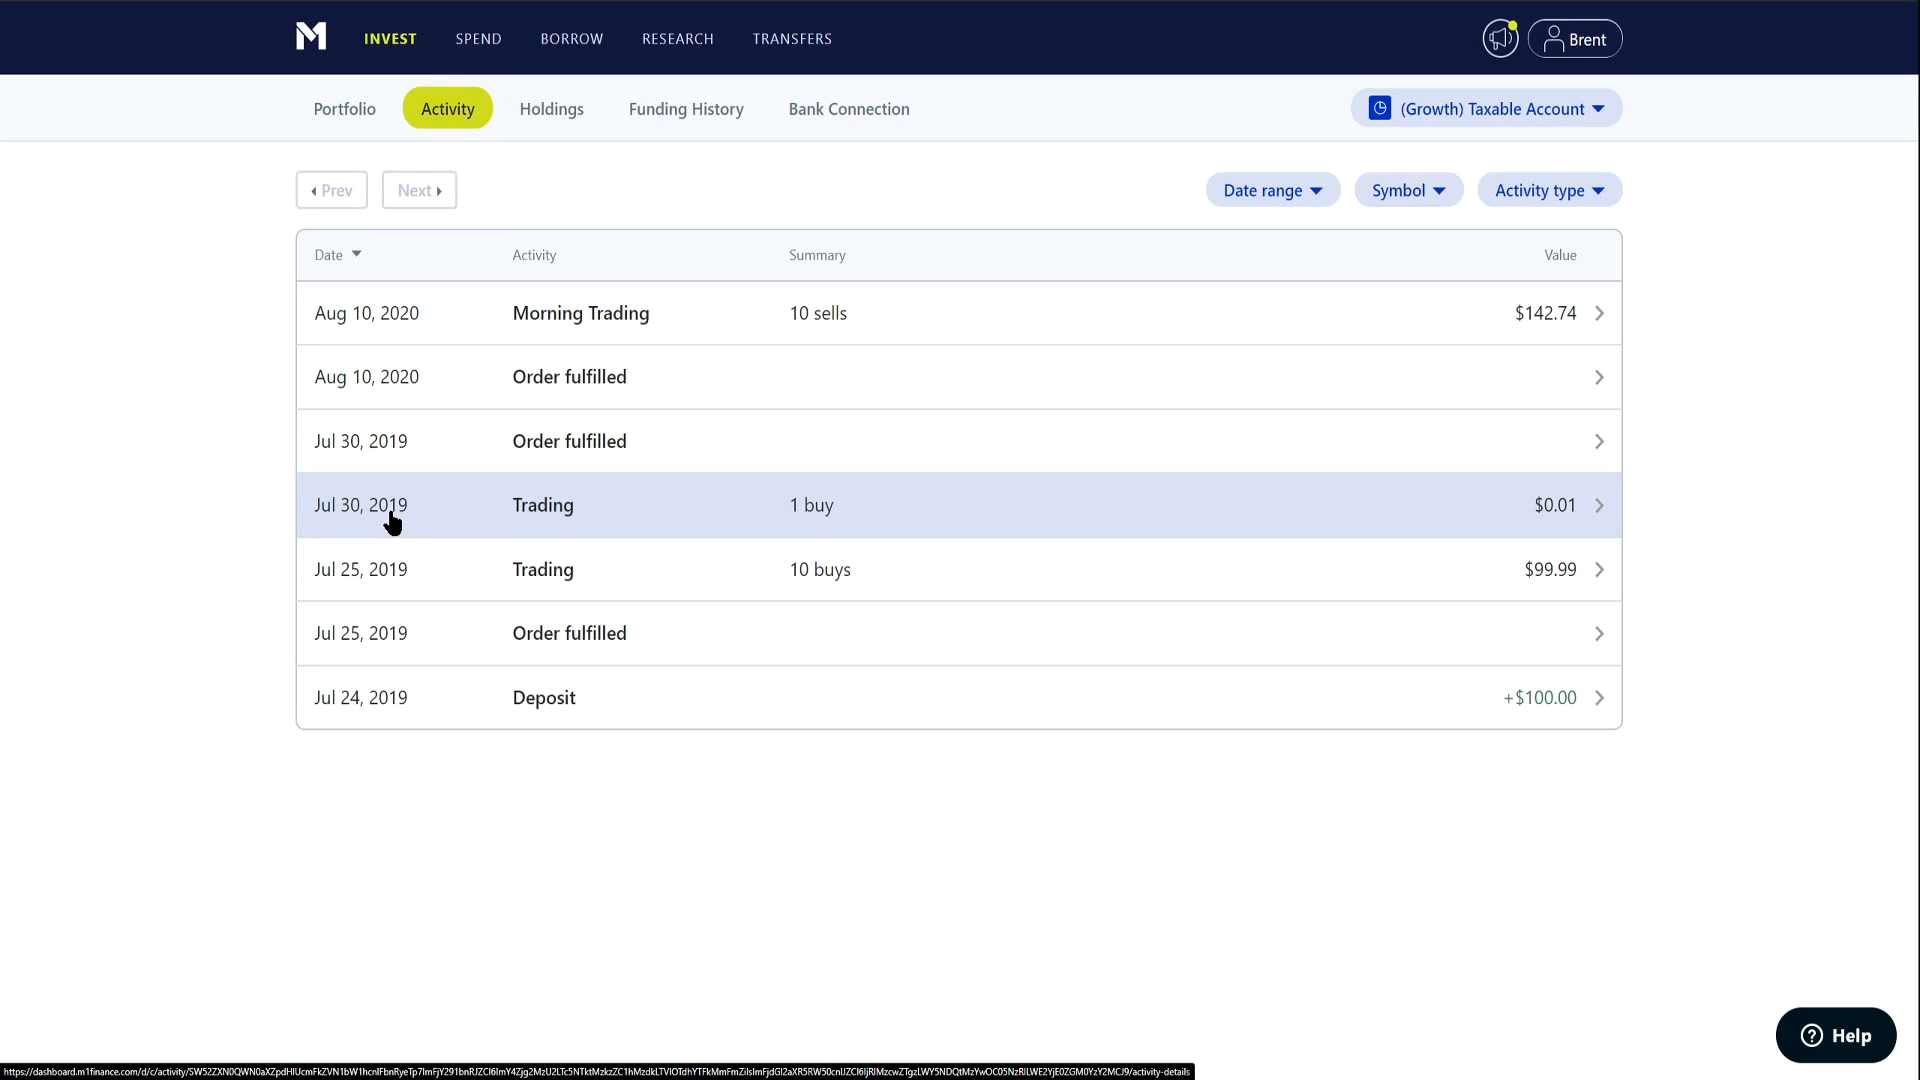 M INVEST SPEND BORROW RESEARCH TRANSFERS Brent
Portfolio Activity Holdings Funding History Bank Connection (Growth) Taxable Account
Prev Next Date range Symbol Activity type
Date Activity Summary Value
Aug 10, 2020 Morning Trading 10 sells $142.74
Aug 10, 2020 Order fulfilled
Jul 30, 2019 Order fulfilled
Jul 30, 2019 Trading 1 buy $0.01
Jul 25, 2019 Trading 10 buys $99.99
Jul 25, 2019 Order fulfilled
Jul 24, 2019 Deposit +$100.00
Help